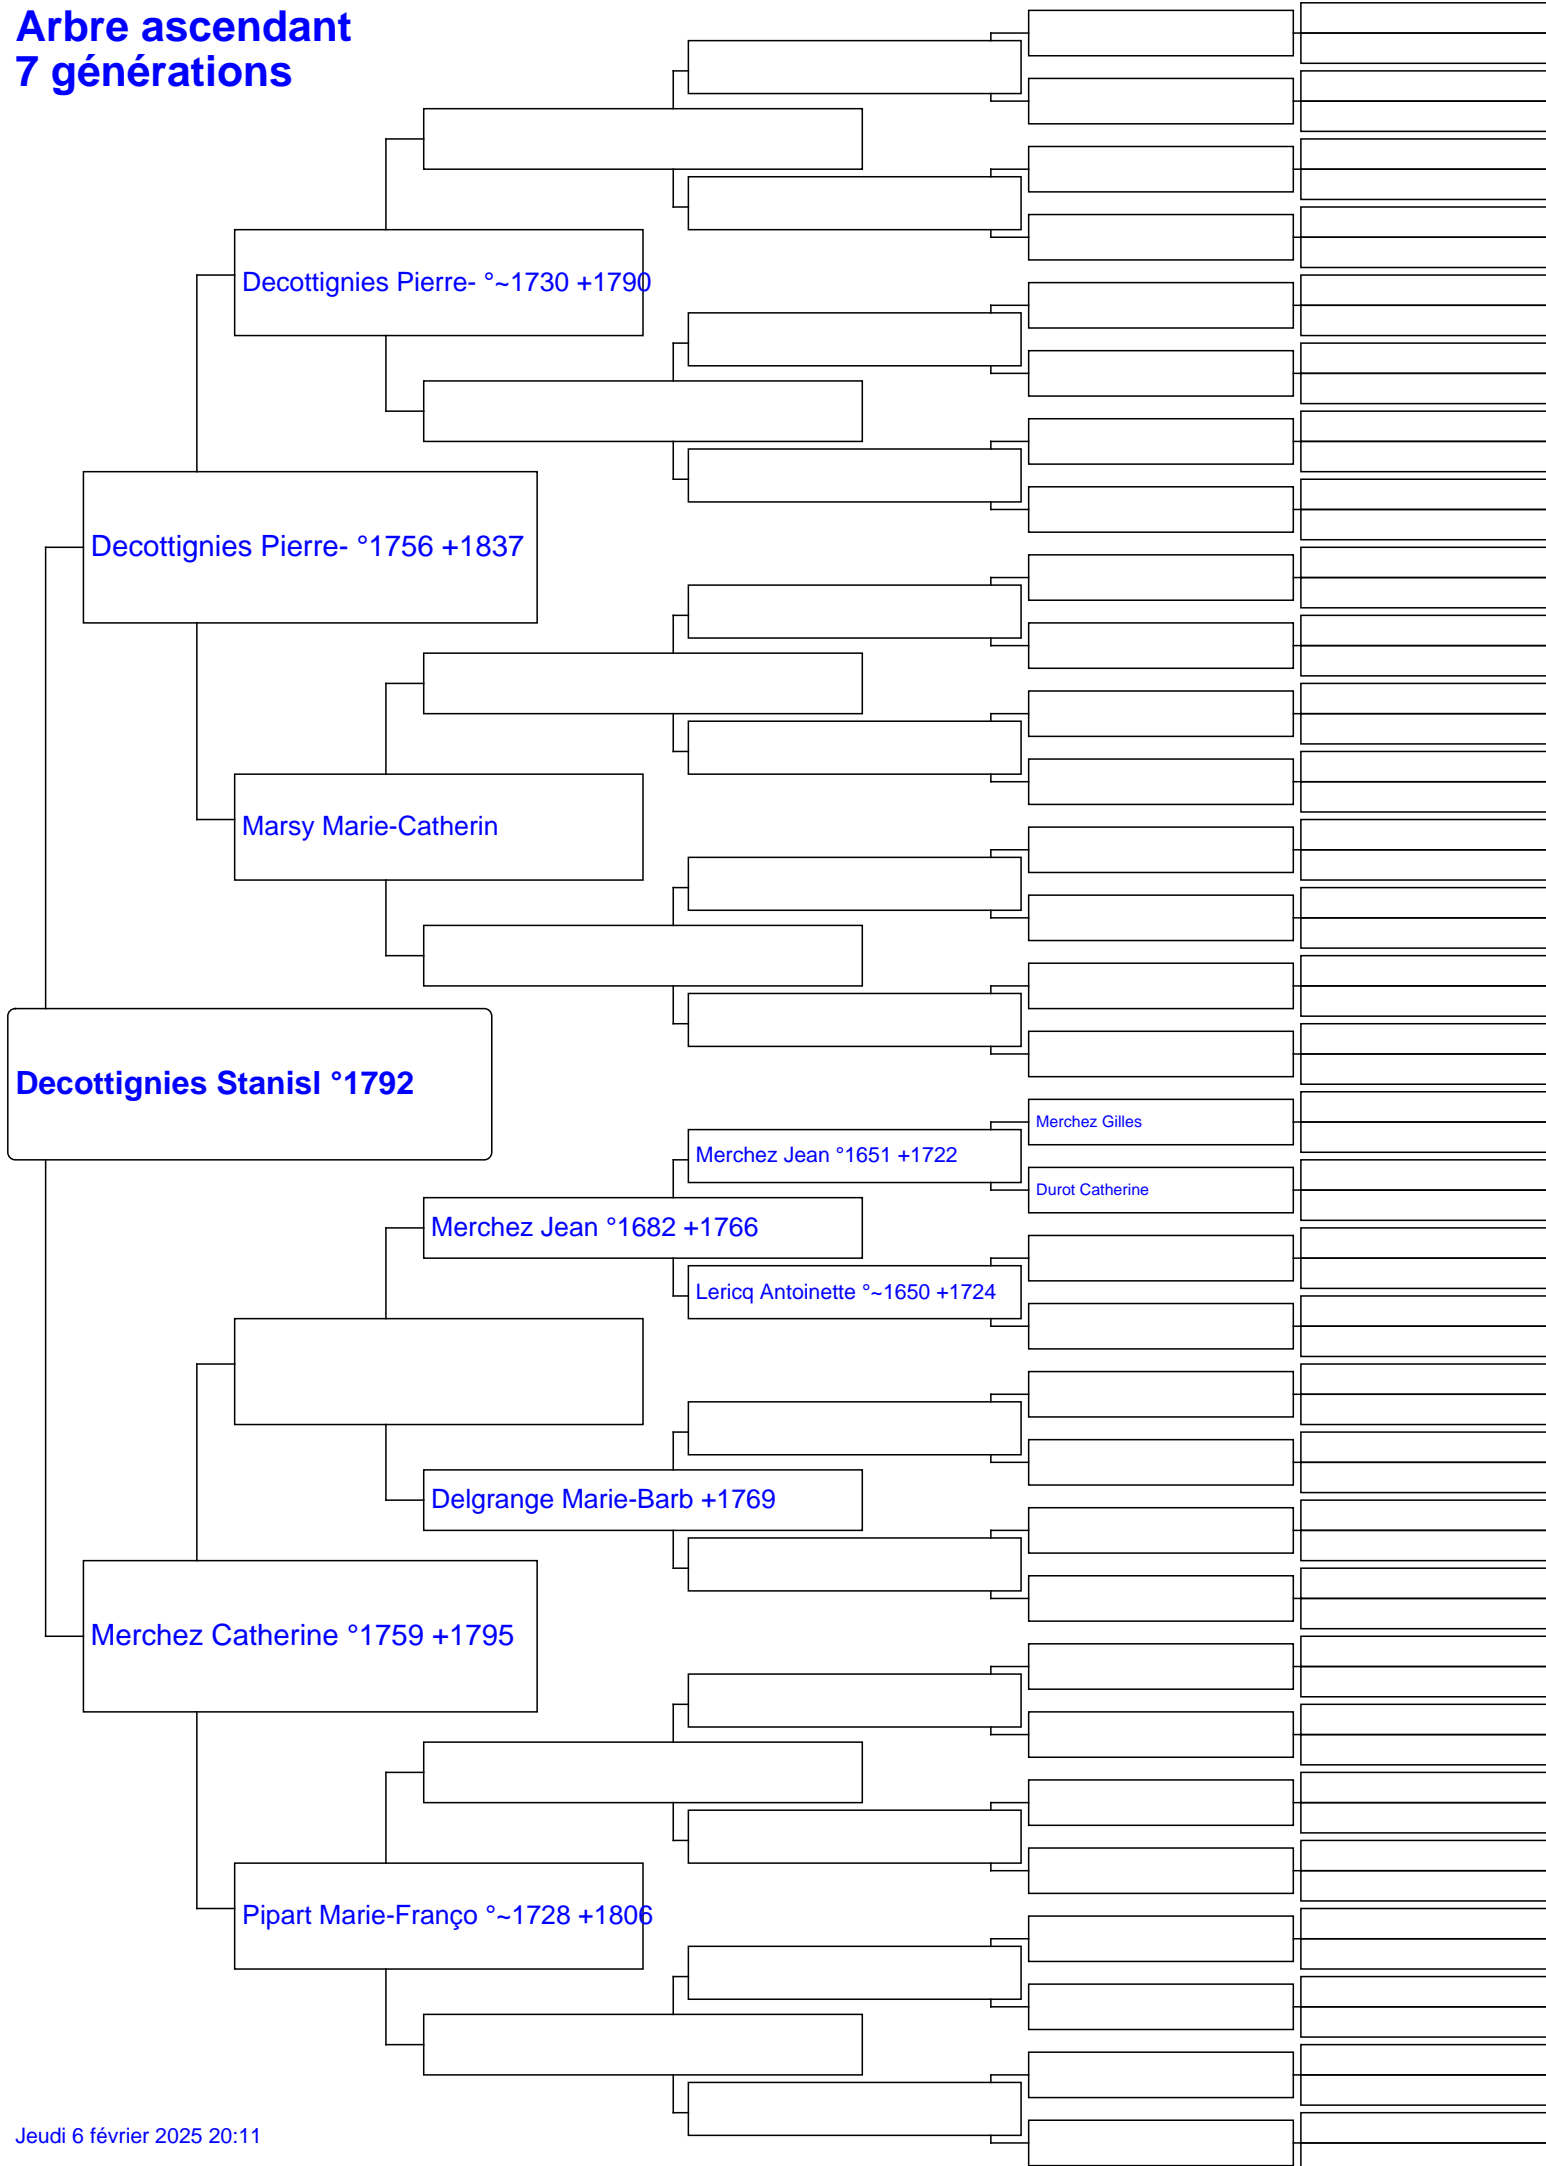 Arbre ascendant
7 générations
Decottignies Pierre- °~1730 +1790
Decottignies Pierre- °1756 +1837
Marsy Marie-Catherin
Decottignies Stanisl °1792
Merchez Gilles
Merchez Jean °1651 +1722
Durot Catherine
Merchez Jean °1682 +1766
Lericq Antoinette °~1650 +1724
Delgrange Marie-Barb +1769
Merchez Catherine °1759 +1795
Pipart Marie-Franço °~1728 +1806
Jeudi 6 février 2025 20:11